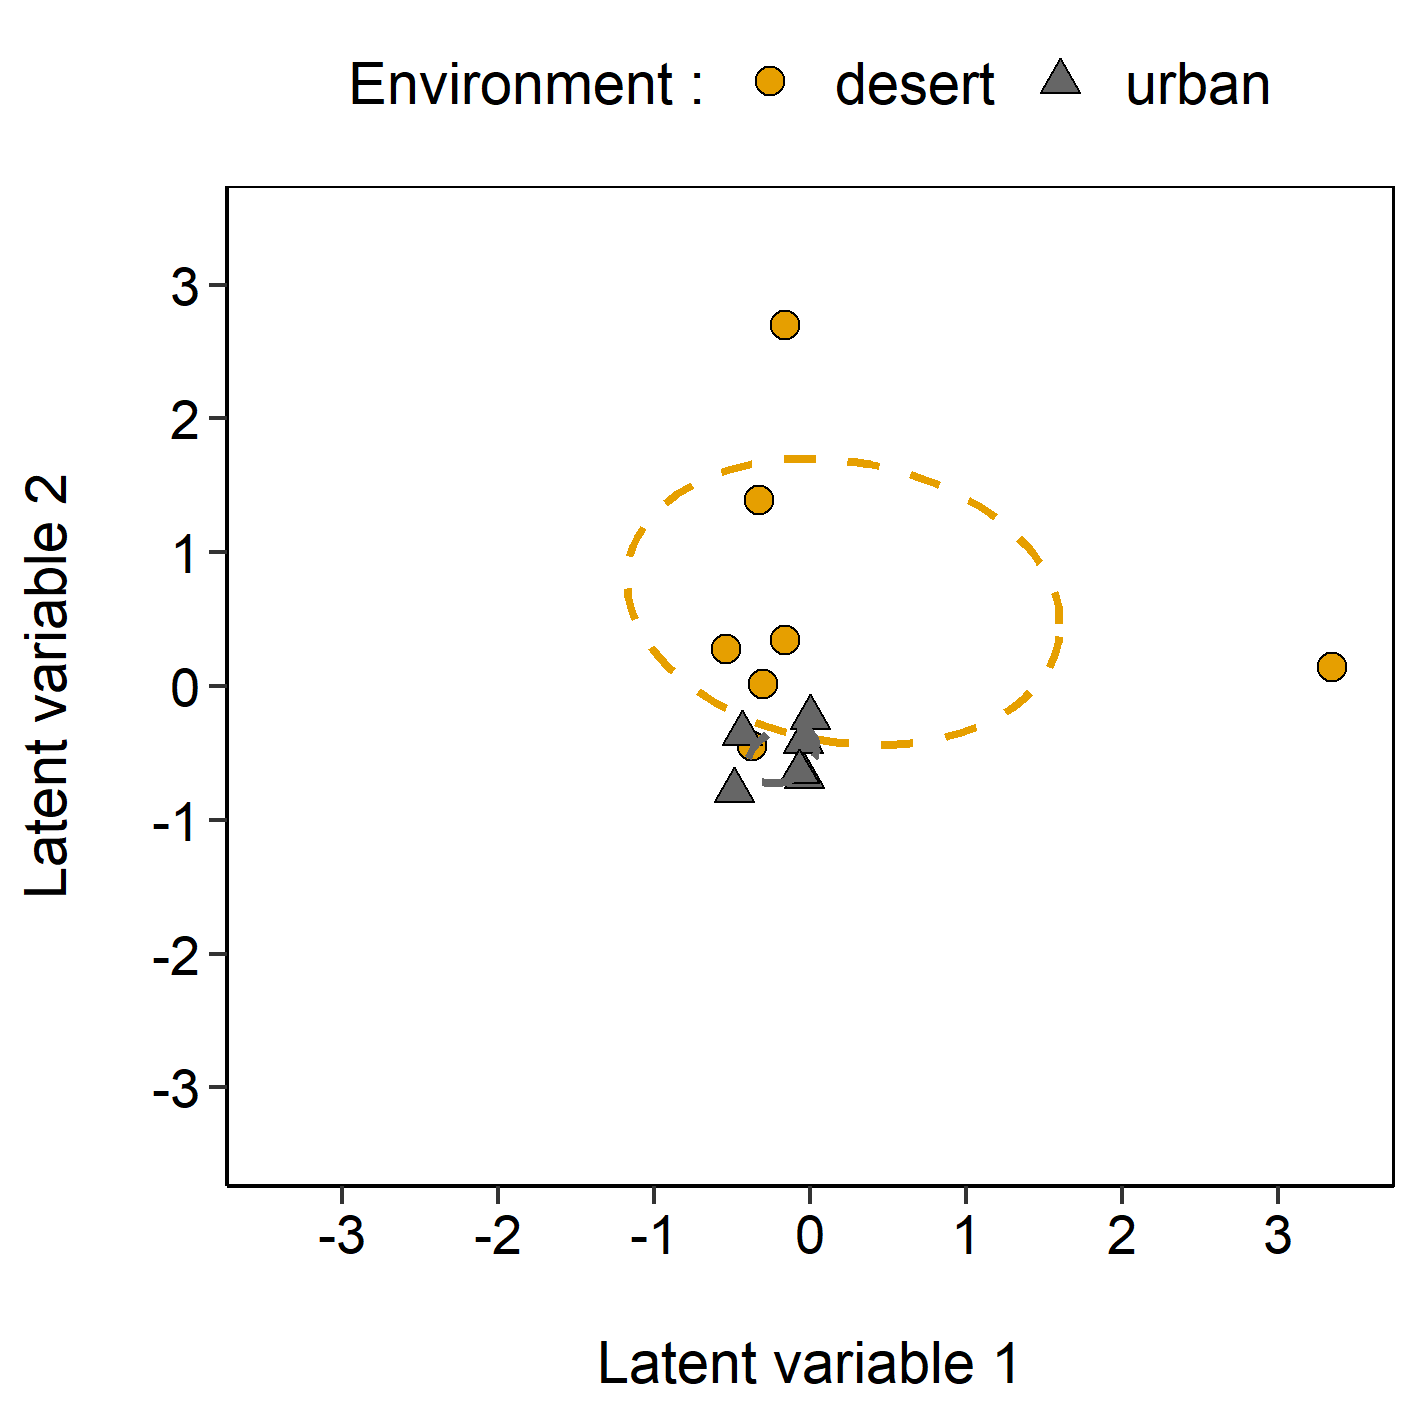 Environment : desert urban
Latent variable 2
3
2
1
0
-1
-2
-3
-3 -2 -1 0 1 2 3
Latent variable 1